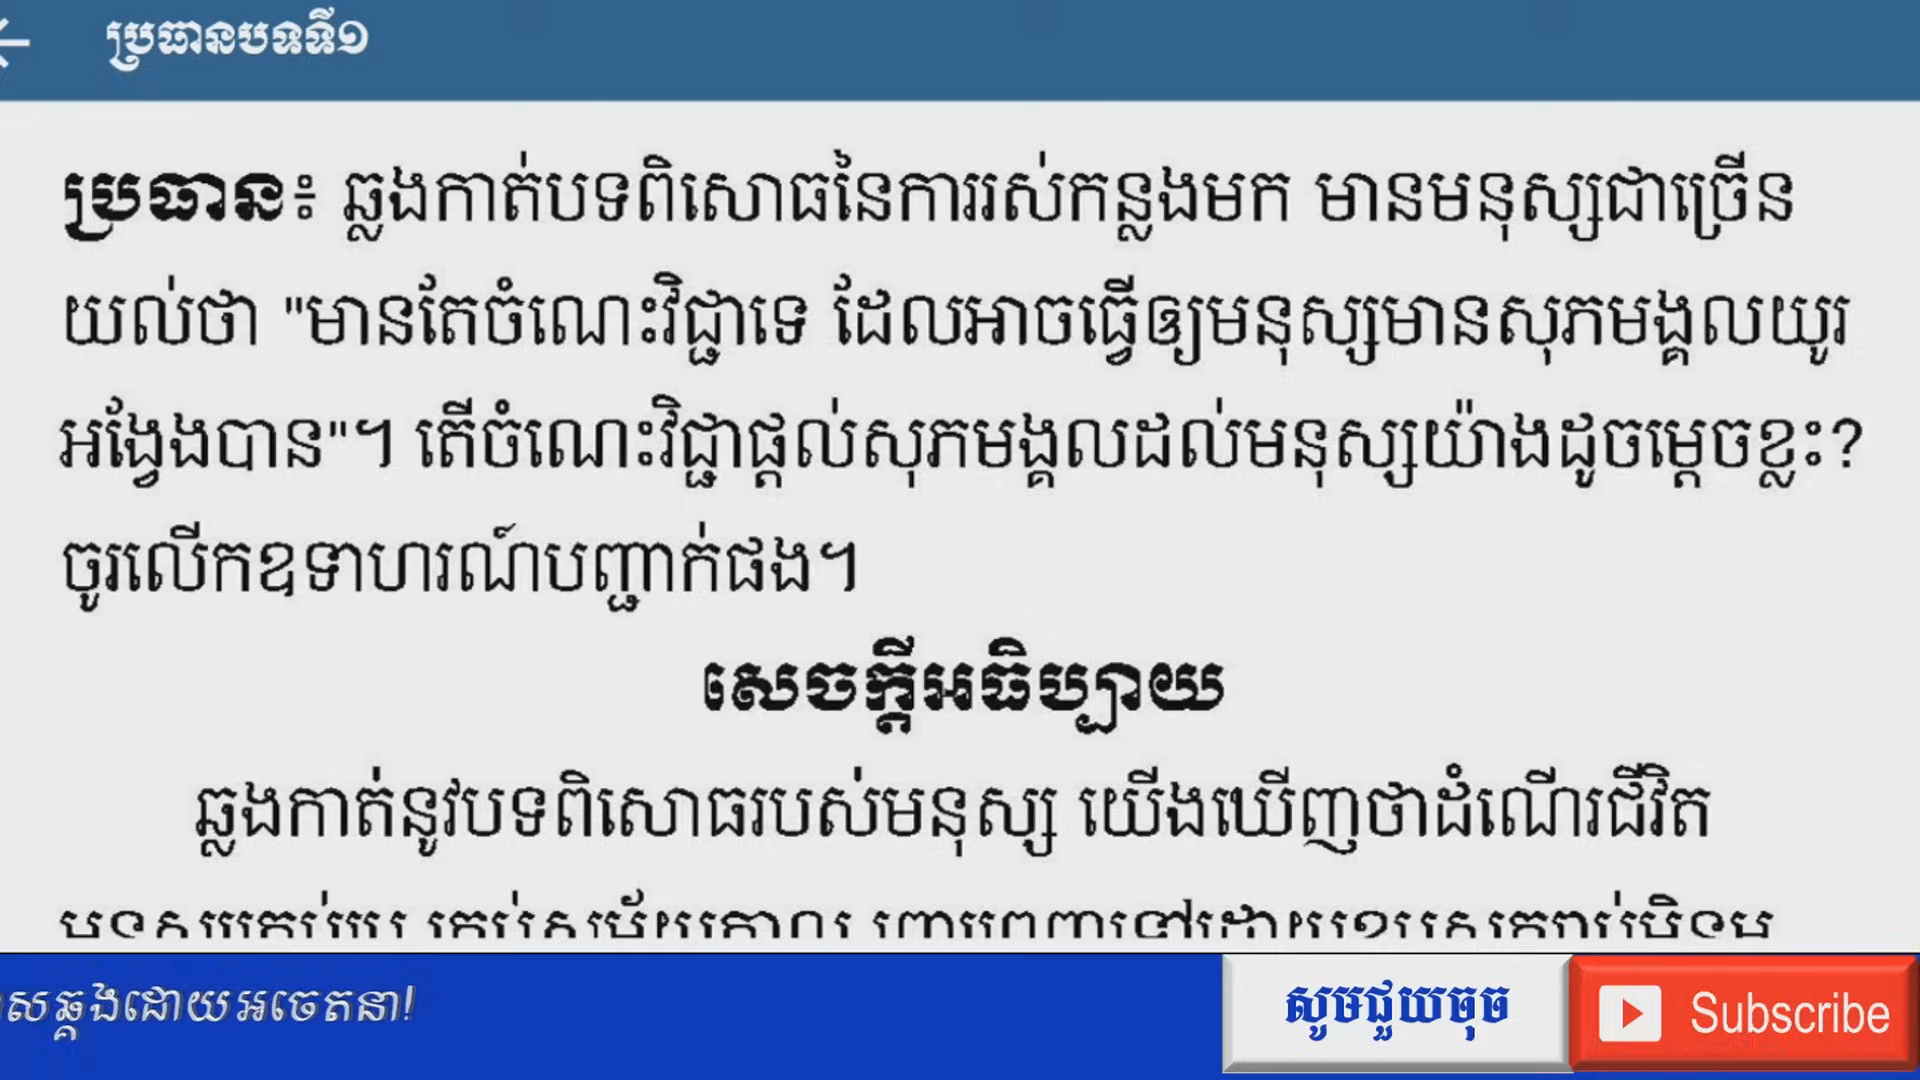 ប្រធានបទទី១
ប្រធាន៖ ឆ្លងកាត់បទពិសោធនៃការរស់កន្លងមក មានមនុស្សជាច្រើន
យល់ថា "មានតែចំណេះវិជ្ជាទេ ដែលអាចធ្វើឲ្យមនុស្សមានសុភមង្គលយូរ
អង្វែងបាន"។ តើចំណេះវិជ្ជាផ្ដល់សុភមង្គលដល់មនុស្សយ៉ាងដូចម្ដេចខ្លះ?
ចូរលើកឧទាហរណ៍បញ្ជាក់ផង។
សេចក្ដីអធិប្បាយ
ឆ្លងកាត់នូវបទពិសោធរបស់មនុស្ស យើងឃើញថាដំណើរជីវិត
ឆ្គងដោយអចេតនា!
សូមជួយចុច
Subscribe